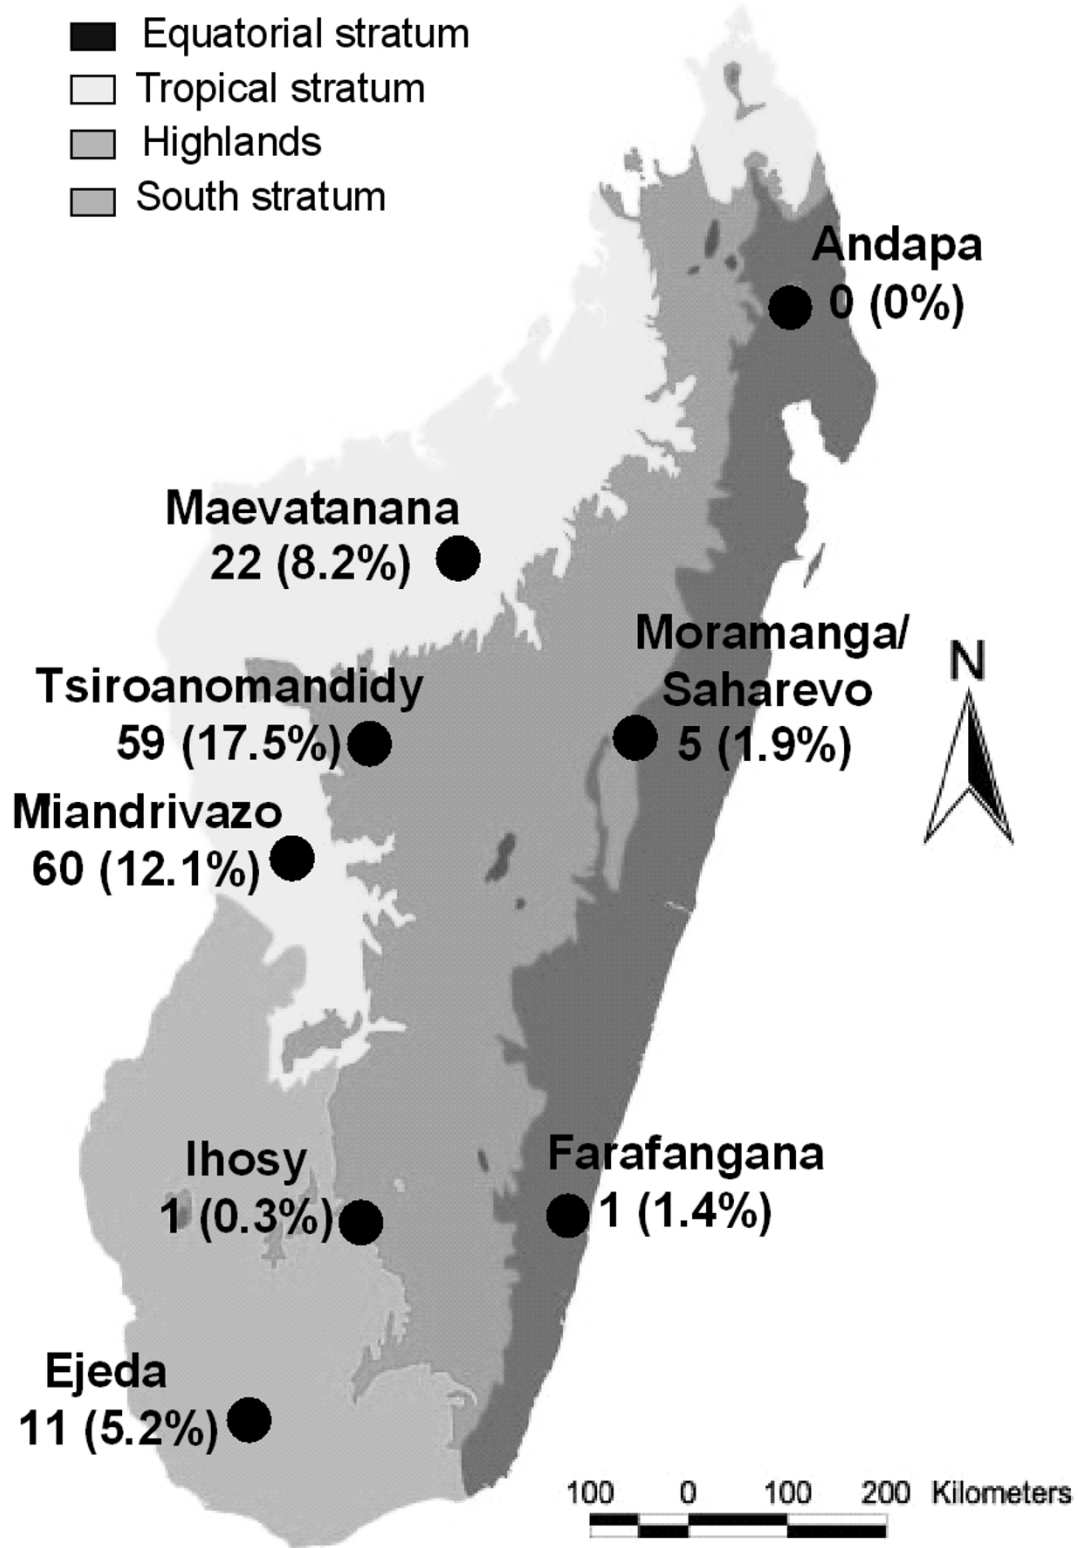 Equatorial stratum
Tropical stratum
Highlands
South stratum
Andapa
0 (0%)
Maevatanana
22 (8.2%)
Moramanga/
Saharevo
5 (1.9%)
N
Tsiroanomandidy
59 (17.5%)
Miandrivazo
60 (12.1%)
Ihosy
1 (0.3%)
Farafangana
1 (1.4%)
Ejeda
11 (5.2%)
100 0 100 200 Kilometers